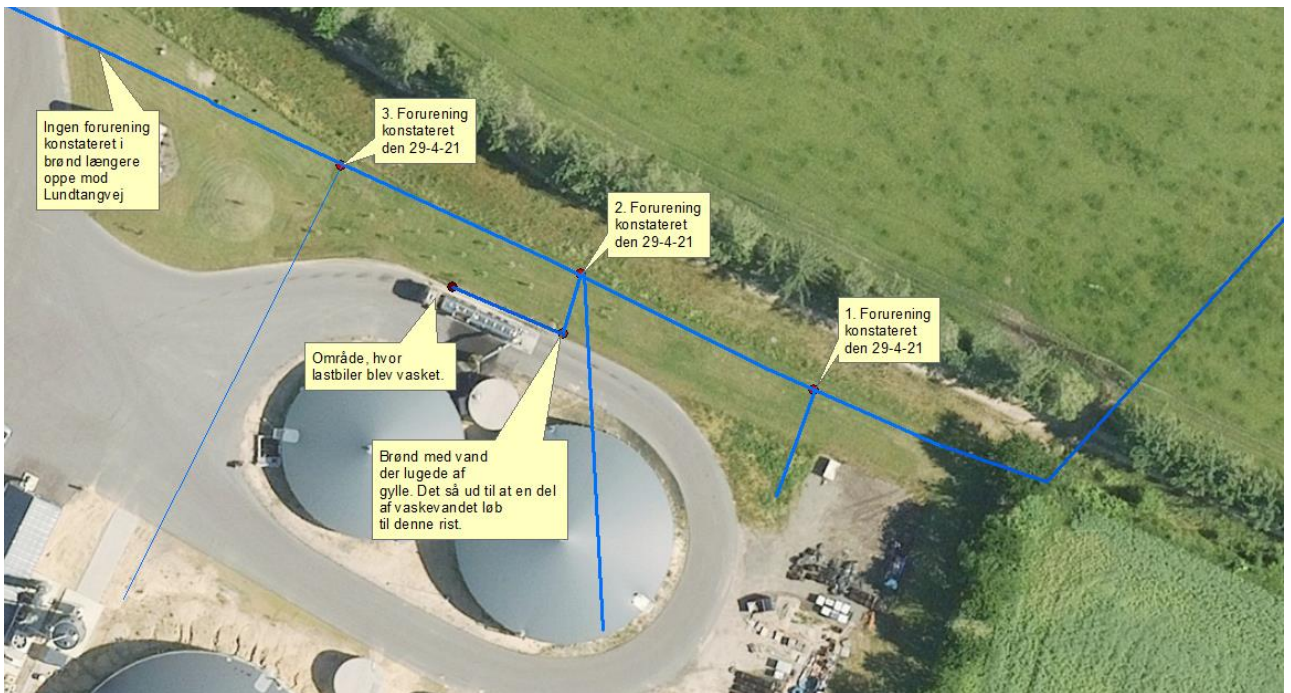 Ingen forurening
konstateret i
brønd længere
oppe mod
Lundtangvej
3. Forurening
konstateret
den 29-4-21
2. Forurening
konstateret
den 29-4-21
1. Forurening
konstateret
den 29-4-21
Område, hvor
lastbiler blev vasket.
Brønd med vand
der lugede af
gylle. Det så ud til at en del
af vaskevandet løb
til denne rist.